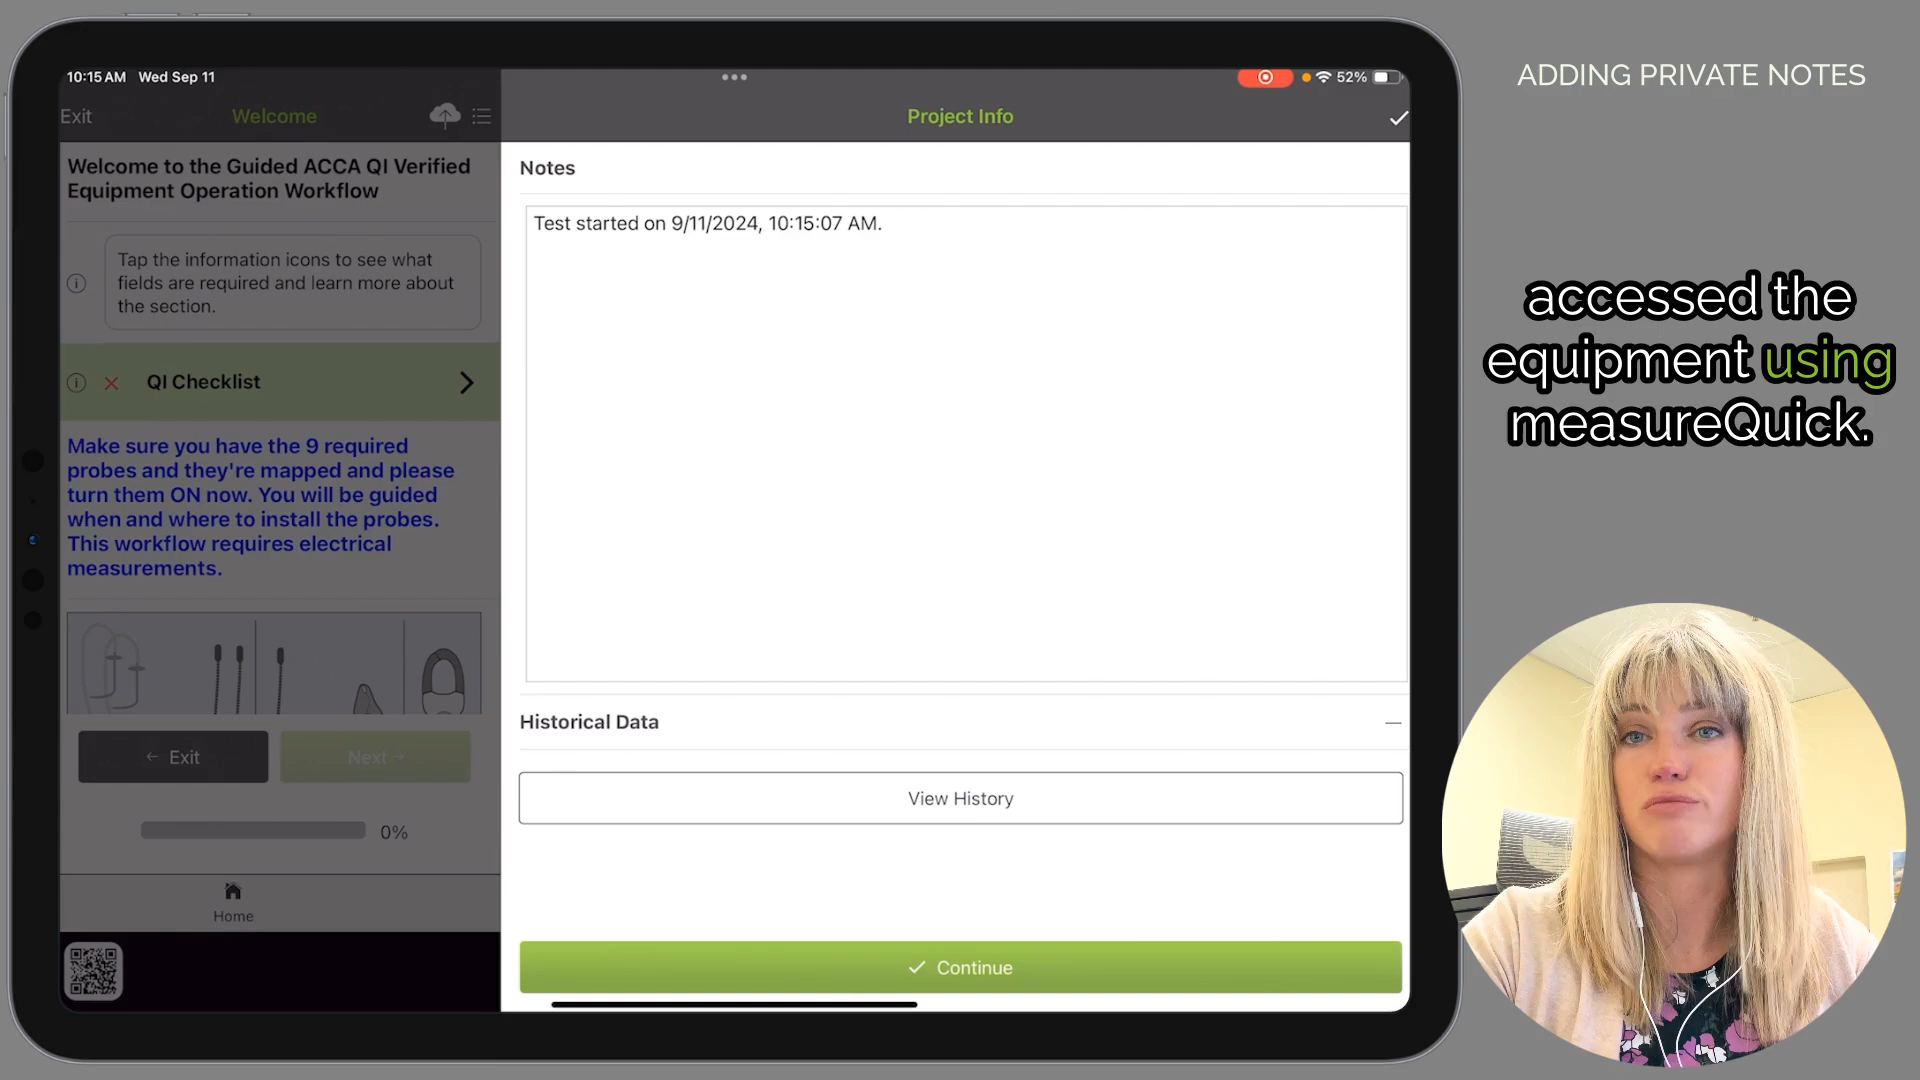 10:15 AM Wed Sep 11
52%
ADDING PRIVATE NOTES
Exit
Welcome
Project Info
Welcome to the Guided ACCA QI Verified
Equipment Operation Workflow
Tap the information icons to see what
fields are required and learn more about
the section.
QI Checklist
Make sure you have the 9 required
probes and they're mapped and please
turn them ON now. You will be guided
when and where to install the probes.
This workflow requires electrical
measurements.
← Exit
Next →
0%
Home
Notes
Test started on 9/11/2024, 10:15:07 AM.
Historical Data
View History
Continue
accessed the
equipment using
measureQuick.